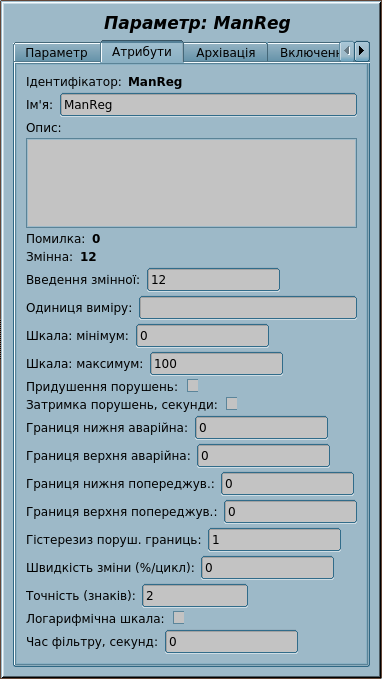 Параметр: ManReg
Параметр Атрибути Архівація Включенн
Ідентифікатор: ManReg
Ім'я: ManReg
Опис:
Помилка: 0
Змінна: 12
Введення змінної: 12
Одиниця виміру:
Шкала: мінімум: 0
Шкала: максимум: 100
Придушення порушень:
Затримка порушень, секунди:
Границя нижня аварійна: 0
Границя верхня аварійна: 0
Границя нижня попереджув.: 0
Границя верхня попереджув.: 0
Гістерезиз поруш. границь: 1
Швидкість зміни (%/цикл): 0
Точність (знаків): 2
Логарифмічна шкала:
Час фільтру, секунд: 0